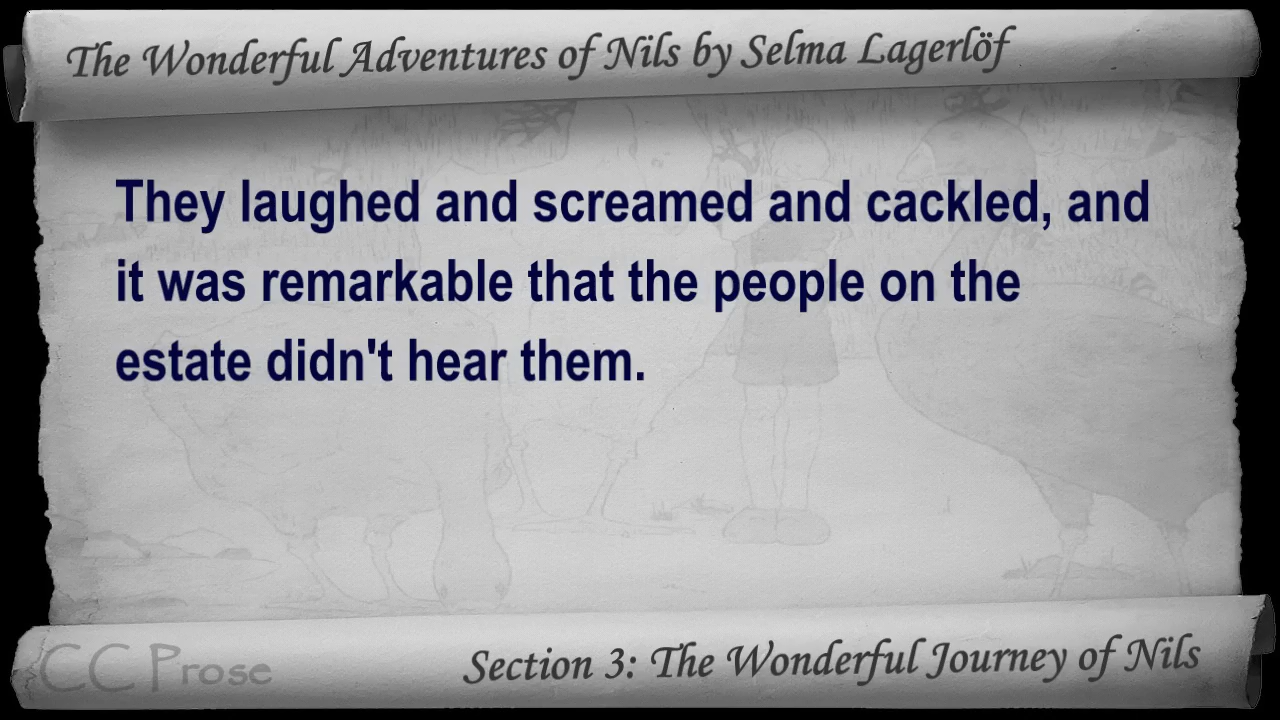 The Wonderful Adventures of Nils by Selma Lagerlöf
They laughed and screamed and cackled, and
it was remarkable that the people on the
estate didn't hear them.
CC Prose
Section 3: The Wonderful Journey of Nils